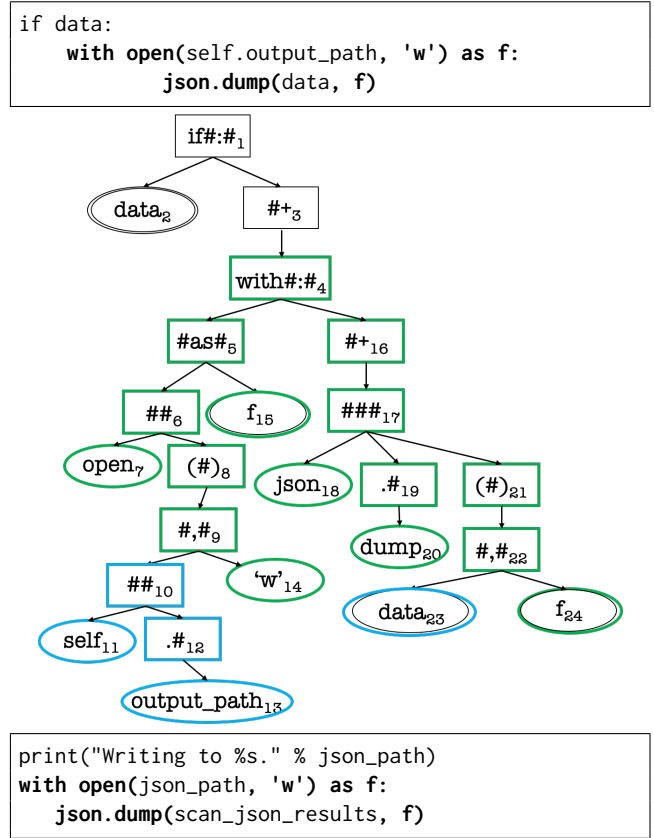 if data:
with open(self.output_path, 'w') as f:
json.dump(data, f)
if#:#₁
data₂ #+₃
with#:#₄
#as#₅ #+₁₆
##₆ f₁₅ ###₁₇
open₇ (#)₈ json₁₈ .#₁₉ (#)₂₁
#,#₉ dump₂₀ #,#₂₂
##₁₀ ‘w’₁₄ data₂₃ f₂₄
self₁₁ .#₁₂
output_path₁₃
print("Writing to %s." % json_path)
with open(json_path, 'w') as f:
json.dump(scan_json_results, f)